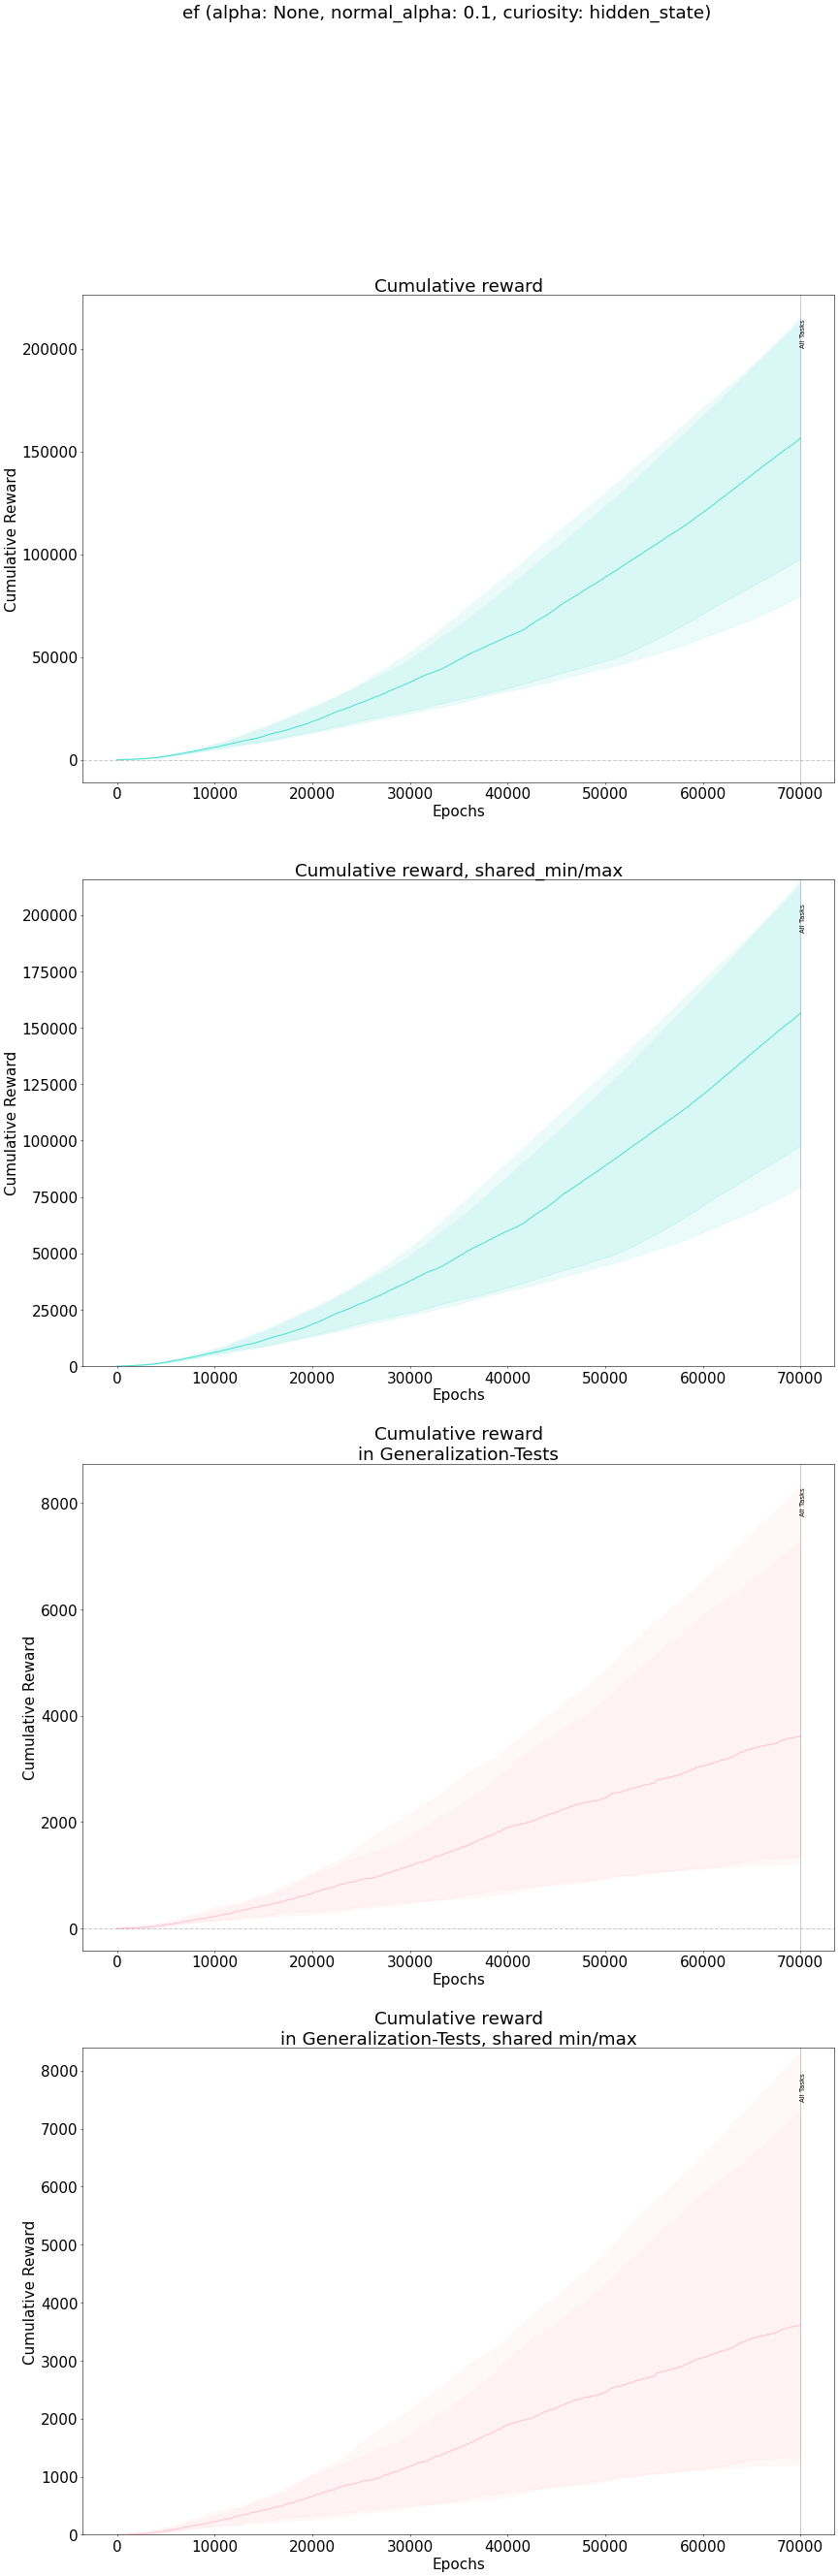 ef (alpha: None, normal_alpha: 0.1, curiosity: hidden_state)
Cumulative reward
200000
150000
100000
50000
0
Cumulative Reward
All Tasks
0 10000 20000 30000 40000 50000 60000 70000
Epochs
Cumulative reward, shared_min/max
200000
175000
150000
125000
100000
75000
50000
25000
0
Cumulative Reward
All Tasks
0 10000 20000 30000 40000 50000 60000 70000
Epochs
Cumulative reward
in Generalization-Tests
8000
6000
4000
2000
0
Cumulative Reward
All Tasks
0 10000 20000 30000 40000 50000 60000 70000
Epochs
Cumulative reward
in Generalization-Tests, shared min/max
8000
7000
6000
5000
4000
3000
2000
1000
0
Cumulative Reward
All Tasks
0 10000 20000 30000 40000 50000 60000 70000
Epochs